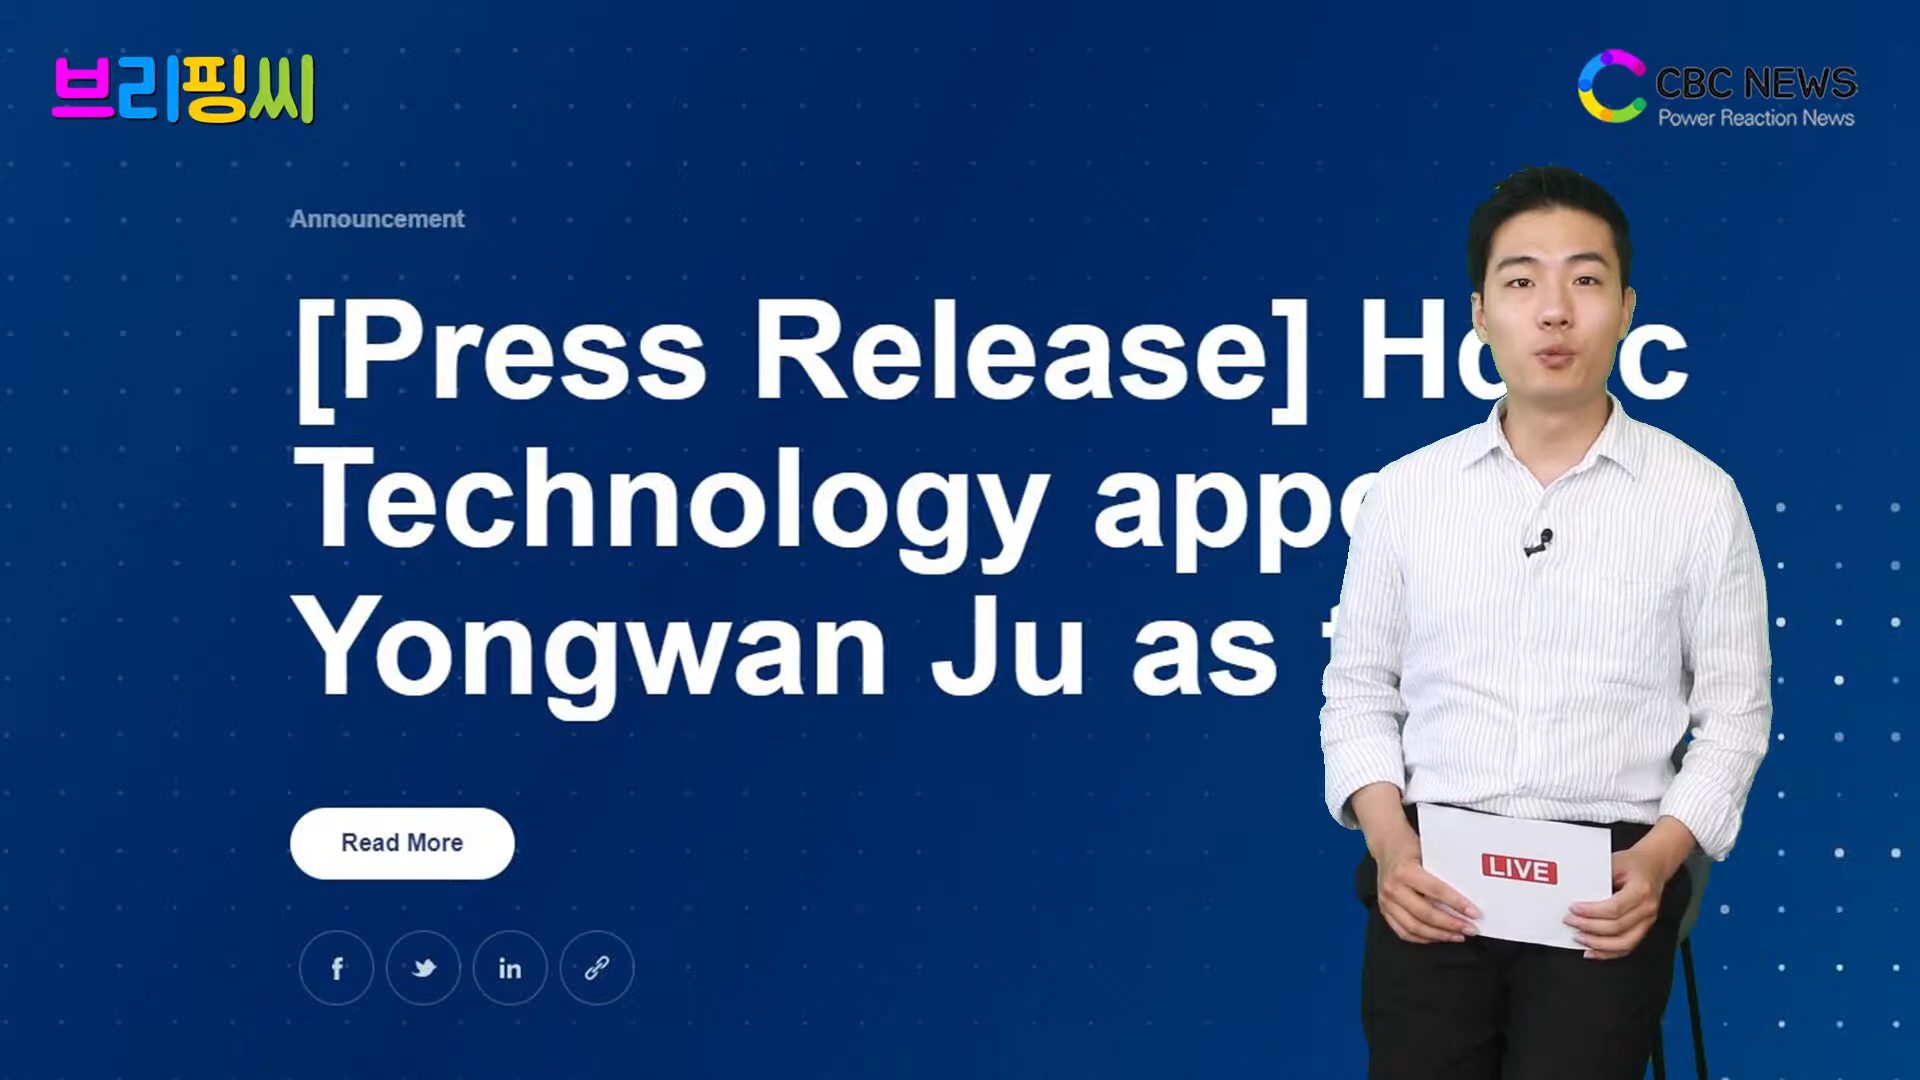 브리핑씨
CBC NEWS
Power Reaction News
Announcement
[Press Release]
Technology
Yongwan Ju as
Read More
LIVE